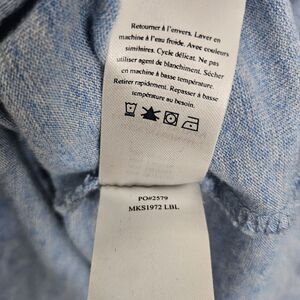 Retourner à l'envers. Laver en
machine à l'eau froide. Avec couleurs
similaires. Cycle délicat. Ne pas
utiliser agent de blanchiment. Sécher
en machine à basse température.
Retirer rapidement. Repasser à basse
température au besoin.
PO#2579
MKS1972 LBL